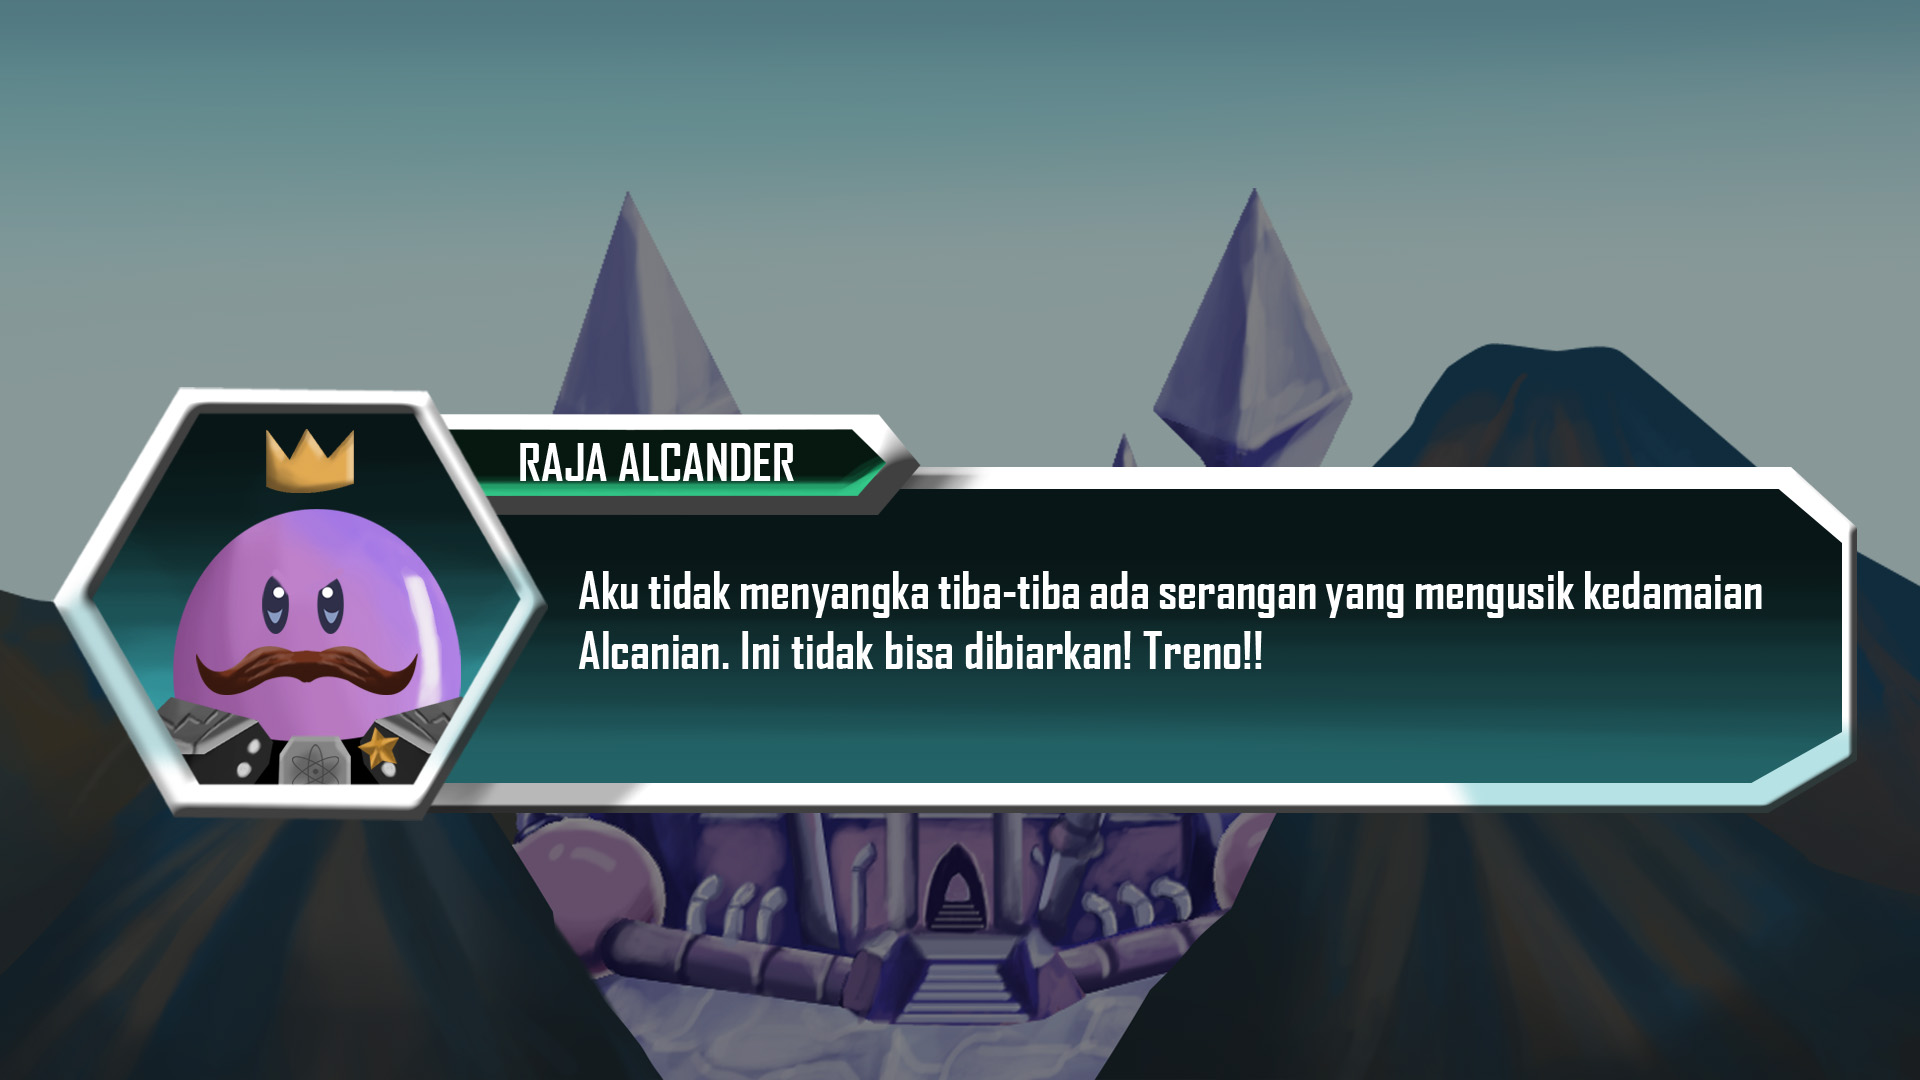 RAJA ALCANDER
Aku tidak menyangka tiba-tiba ada serangan yang mengusik kedamaian
Alcanian. Ini tidak bisa dibiarkan! Treno!!